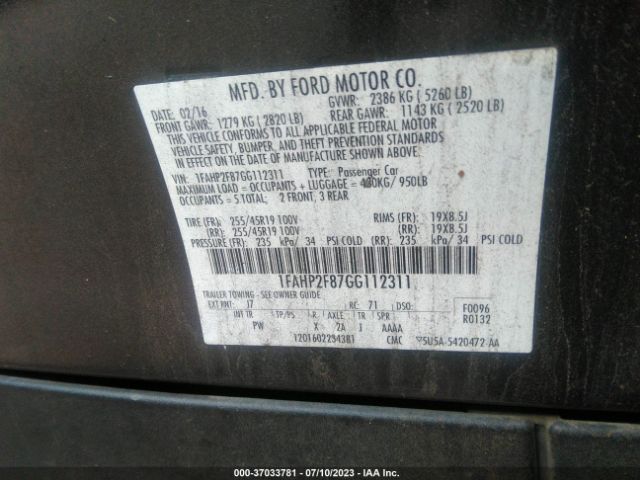 MFD. BY FORD MOTOR CO.
DATE: 02/16 GVWR: 2386 KG ( 5260 LB)
FRONT GAWR: 1279 KG ( 2820 LB) REAR GAWR: 1143 KG ( 2520 LB)
THIS VEHICLE CONFORMS TO ALL APPLICABLE FEDERAL MOTOR
VEHICLE SAFETY, BUMPER, AND THEFT PREVENTION STANDARDS
IN EFFECT ON THE DATE OF MANUFACTURE SHOWN ABOVE.
VIN: 1FAHP2F87GG112311 TYPE: Passenger Car
MAXIMUM LOAD = OCCUPANTS + LUGGAGE = 430KG/ 950LB
OCCUPANTS = 5 TOTAL; 2 FRONT, 3 REAR
TIRE (FR): 255/45R19 100V RIMS (FR): 19X8.5J
(RR): 255/45R19 100V (RR): 19X8.5J
PRESSURE (FR): 235 kPa/ 34 PSI COLD (RR): 235 kPa/ 34 PSI COLD
1FAHP2F87GG112311
TRAILER TOWING - SEE OWNER GUIDE
EXT PNT: J7 RC: 71 DSO: F0096
R0132
INT TR TP/PS R AXLE TR SPR
PW X 2A J AAAA
1201602234381 CMC 5U5A-5420472-AA
000-37033781 - 07/10/2023 - IAA Inc.